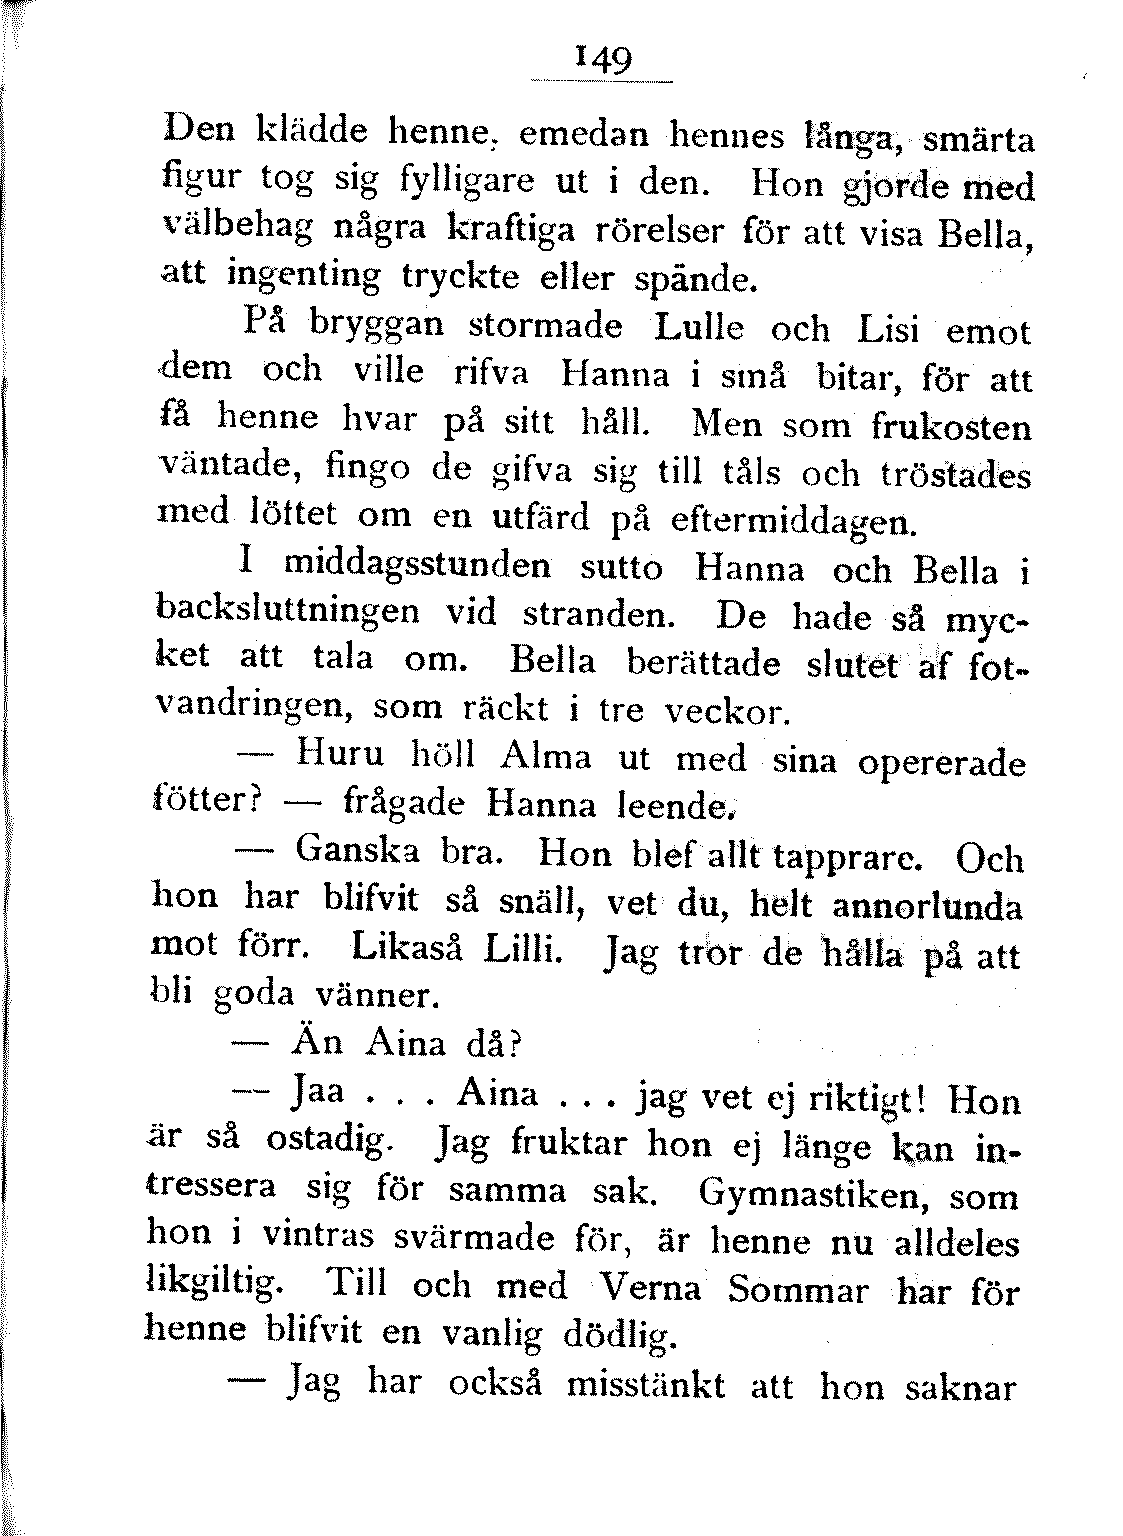 149
Den klädde henne, emedan hennes långa, smärta
figur tog sig fylligare ut i den. Hon gjorde med
välbehag några kraftiga rörelser för att visa Bella,
att ingenting tryckte eller spände.
På bryggan stormade Lulle och Lisi emot
dem och ville rifva Hanna i små bitar, för att
få henne hvar på sitt håll. Men som frukosten
väntade, fingo de gifva sig till tåls och tröstades
med löftet om en utfärd på eftermiddagen.
I middagsstunden sutto Hanna och Bella i
backsluttningen vid stranden. De hade så myc-
ket att tala om. Bella berättade slutet af fot-
vandringen, som räckt i tre veckor.
— Huru höll Alma ut med sina opererade
fötter? — frågade Hanna leende.
— Ganska bra. Hon blef allt tapprare. Och
hon har blifvit så snäll, vet du, helt annorlunda
mot förr. Likaså Lilli. Jag tror de hålla på att
bli goda vänner.
— Än Aina då?
— Jaa . . . Aina . . . jag vet ej riktigt! Hon
är så ostadig. Jag fruktar hon ej länge kan in-
tressera sig för samma sak. Gymnastiken, som
hon i vintras svärmade för, är henne nu alldeles
likgiltig. Till och med Verna Sommar har för
henne blifvit en vanlig dödlig.
— Jag har också misstänkt att hon saknar